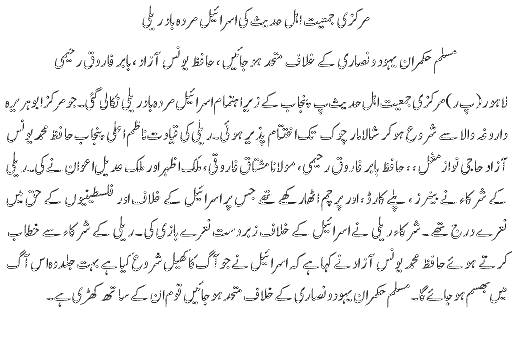 مرکزی جمعیت اہل حدیث کی اسرائیل مردہ باد ریلی
مسلم حکمران یہود و نصاریٰ کے خلاف متحد ہو جائیں، حافظ یونس آزاد، بابر فاروقی رحیمی
لاہور (پ ر) مرکزی جمعیت اہل حدیث پ پنجاب کے زیر اہتمام اسرائیل مردہ باد ریلی نکالی گئی۔ جو مرکز ابو ہریرہ
داروغہ والا سے شروع ہو کر شالامار چوک تک اختتام پذیر ہوئی۔ ریلی کی قیادت ناظم اعلیٰ پنجاب حافظ محمد یونس
آزاد حاجی نواز مغل،، حافظ بابر فاروقی رحیمی، مولانا مشتاق فاروقی، ملک اظہر اور ملک عدیل اعوان نے کی۔ ریلی
کے شرکاء نے بینرز، پلے کارڈ، اور پرچم اٹھا رکھے تھے جس پر اسرائیل کے خلاف اور فلسطینیوں کے حق میں
نعرے درج تھے۔ شرکاء ریلی نے اسرائیل کے خلاف زبردست نعرے بازی کی۔ ریلی کے شرکاء سے خطاب
کرتے ہوئے حافظ محمد یونس آزاد نے کہا ہے کہ اسرائیل نے جو آگ کا کھیل شروع کیا ہے بہت جلد وہ اس آگ
میں بھسم ہو جائے گا۔ مسلم حکمران یہود و نصاریٰ کے خلاف متحد ہو جائیں قوم ان کے ساتھ کھڑی ہے۔